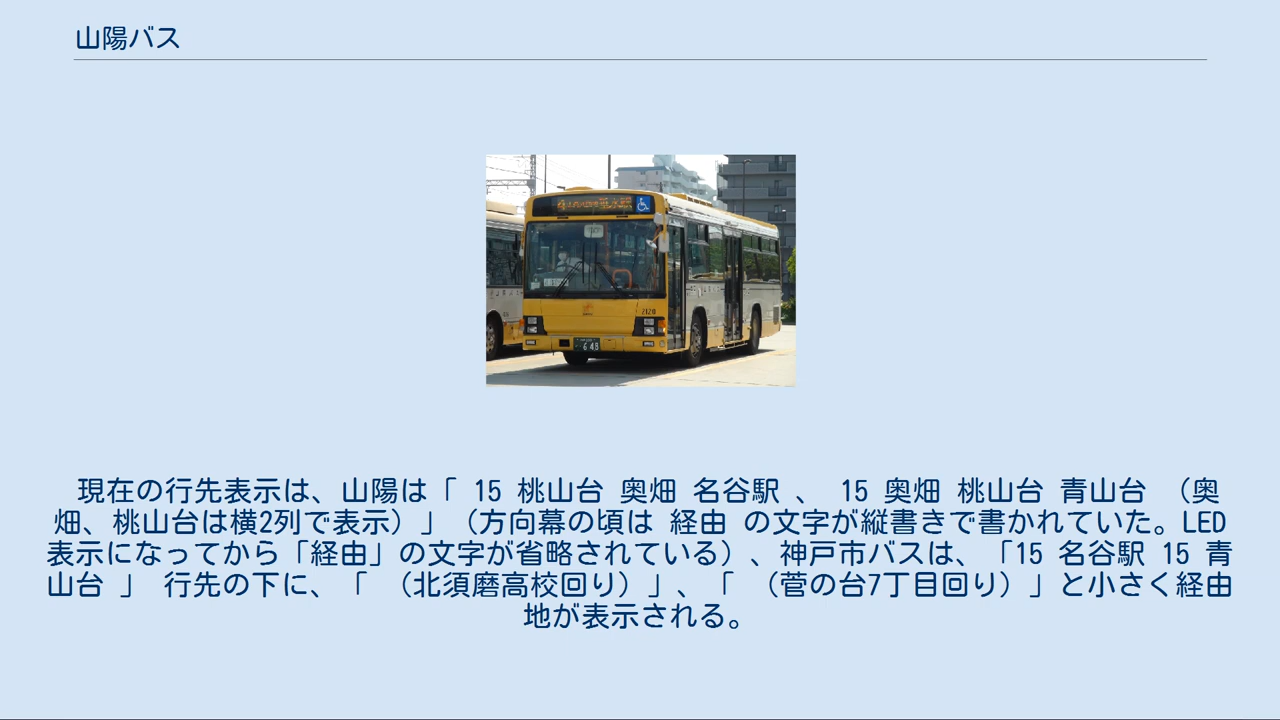 山陽バス
2120
649
現在の行先表示は、山陽は「 15 桃山台 奥畑 名谷駅 、 15 奥畑 桃山台 青山台 （奥
畑、桃山台は横2列で表示）」（方向幕の頃は 経由 の文字が縦書きで書かれていた。LED
表示になってから「経由」の文字が省略されている）、神戸市バスは、「15 名谷駅 15 青
山台 」 行先の下に、「 （北須磨高校回り）」、「 （菅の台7丁目回り）」と小さく経由
地が表示される。